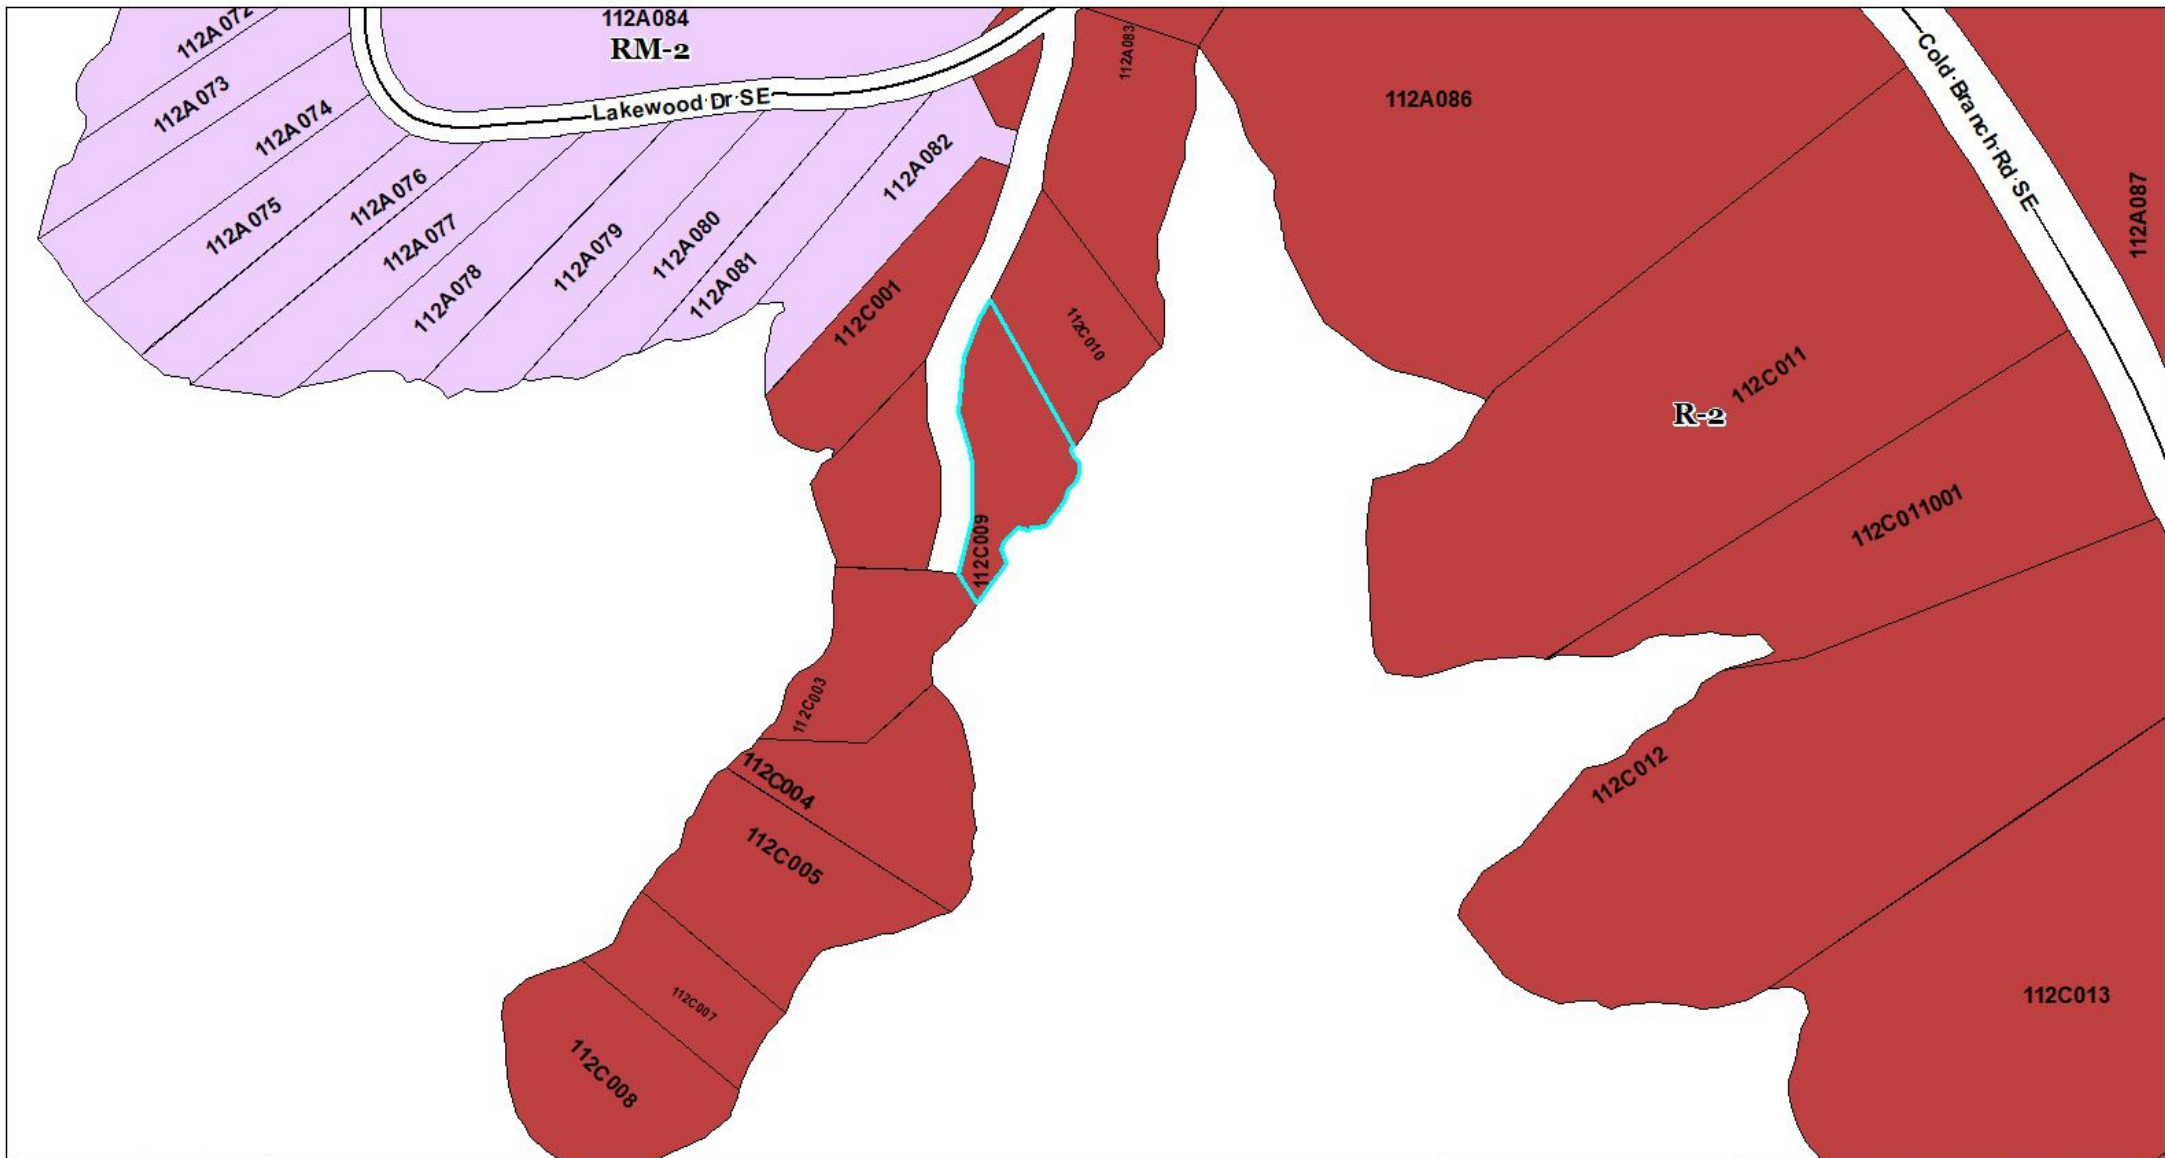 112A072
112A084
RM-2
112A073
112A074
Lakewood Dr SE
112A083
112A086
Cold Branch Rd SE
112A087
112A075
112A076
112A077
112A078
112A079
112A080
112A081
112A082
112C001
112C010
112C011
R-2
112C011001
112C009
112C003
112C004
112C005
112C012
112C007
112C008
112C013